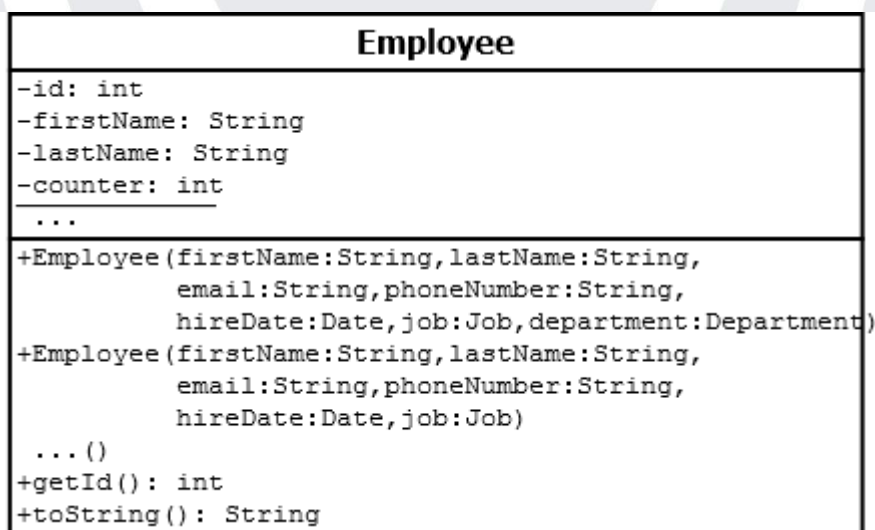 Employee
-id: int
-firstName: String
-lastName: String
-counter: int
...
+Employee(firstName:String,lastName:String,
email:String,phoneNumber:String,
hireDate:Date,job:Job,department:Department)
+Employee(firstName:String,lastName:String,
email:String,phoneNumber:String,
hireDate:Date,job:Job)
...()
+getId(): int
+toString(): String